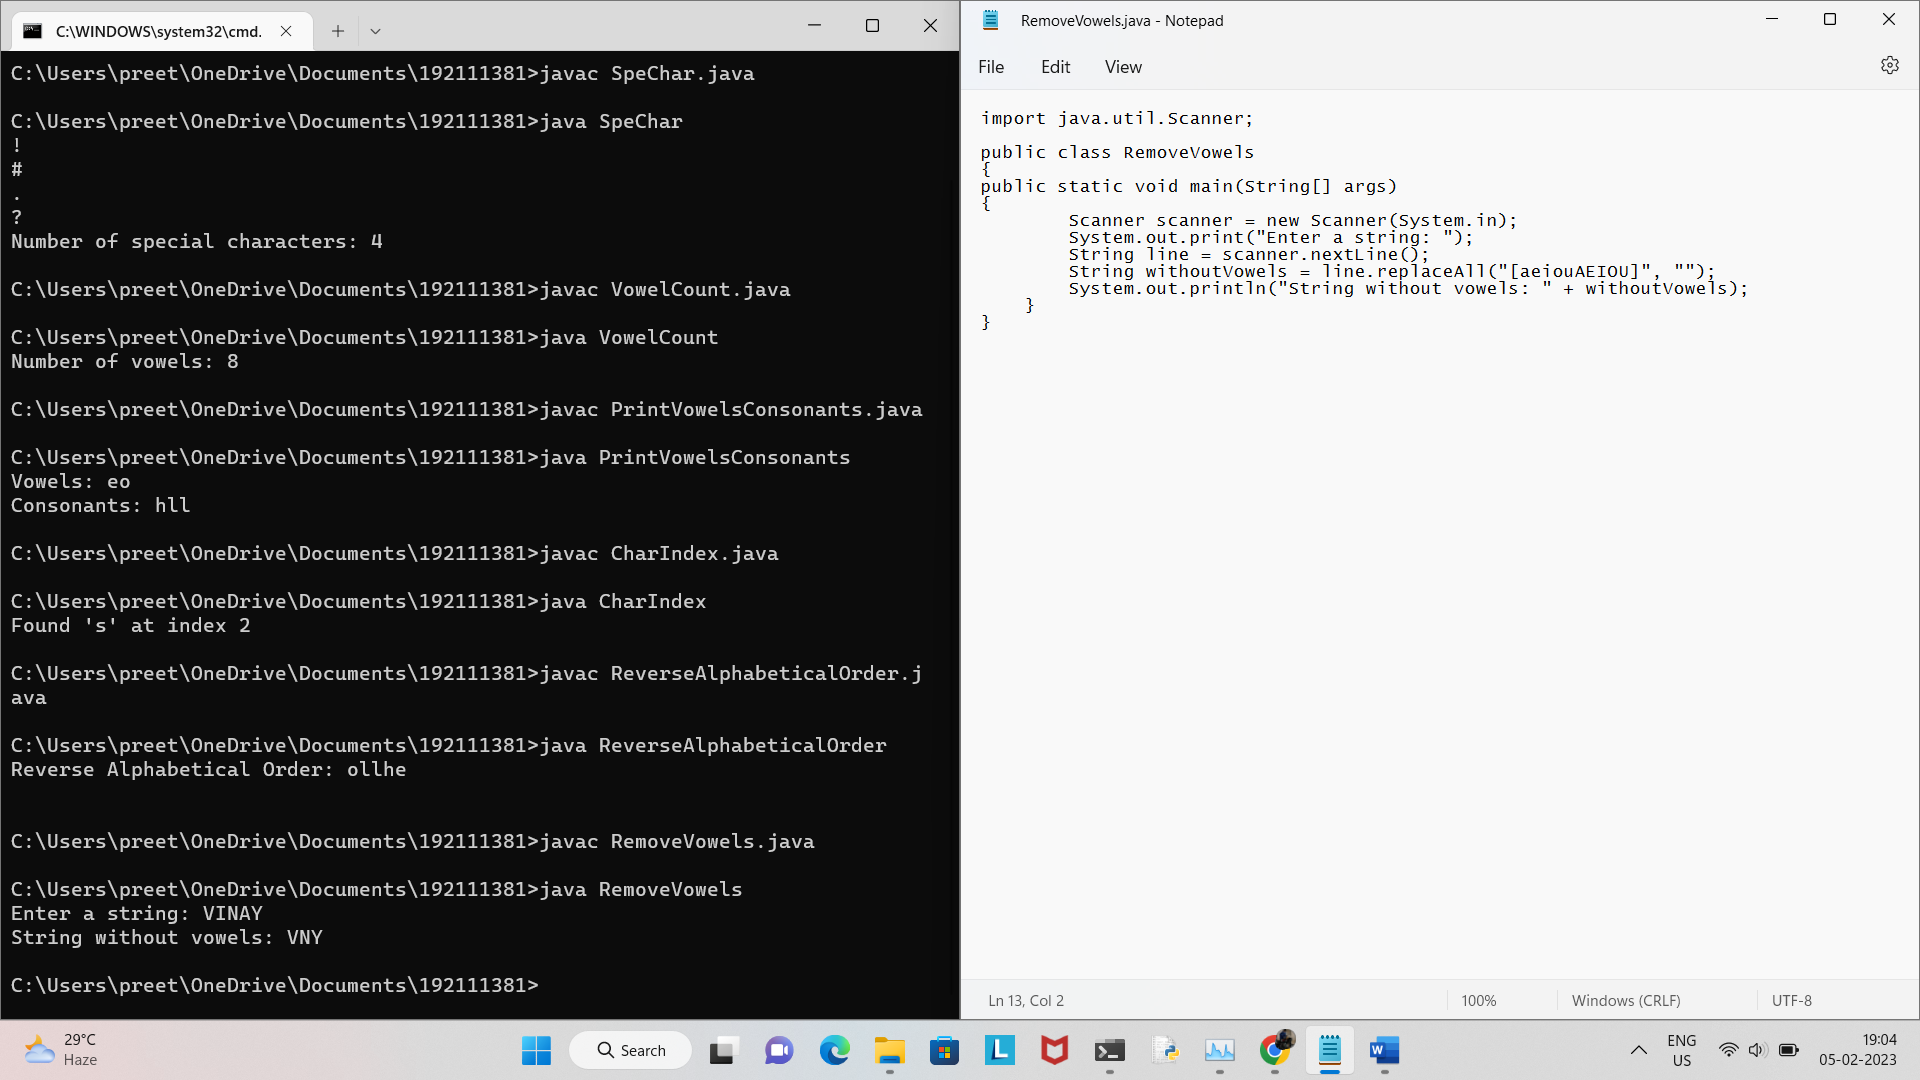 C:\WINDOWS\system32\cmd.
C:\Users\preet\OneDrive\Documents\192111381>javac SpeChar.java
C:\Users\preet\OneDrive\Documents\192111381>java SpeChar
!
#
.
?
Number of special characters: 4
C:\Users\preet\OneDrive\Documents\192111381>javac VowelCount.java
C:\Users\preet\OneDrive\Documents\192111381>java VowelCount
Number of vowels: 8
C:\Users\preet\OneDrive\Documents\192111381>javac PrintVowelsConsonants.java
C:\Users\preet\OneDrive\Documents\192111381>java PrintVowelsConsonants
Vowels: eo
Consonants: hll
C:\Users\preet\OneDrive\Documents\192111381>javac CharIndex.java
C:\Users\preet\OneDrive\Documents\192111381>java CharIndex
Found 's' at index 2
C:\Users\preet\OneDrive\Documents\192111381>javac ReverseAlphabeticalOrder.j
ava
C:\Users\preet\OneDrive\Documents\192111381>java ReverseAlphabeticalOrder
Reverse Alphabetical Order: ollhe
C:\Users\preet\OneDrive\Documents\192111381>javac RemoveVowels.java
C:\Users\preet\OneDrive\Documents\192111381>java RemoveVowels
Enter a string: VINAY
String without vowels: VNY
C:\Users\preet\OneDrive\Documents\192111381>
RemoveVowels.java - Notepad
File Edit View
import java.util.Scanner;
public class RemoveVowels
{
public static void main(String[] args)
{
Scanner scanner = new Scanner(System.in);
System.out.print("Enter a string: ");
String line = scanner.nextLine();
String withoutVowels = line.replaceAll("[aeiouAEIOU]", "");
System.out.println("String without vowels: " + withoutVowels);
}
}
Ln 13, Col 2 100% Windows (CRLF) UTF-8
29°C
Haze
Search
ENG
US
19:04
05-02-2023